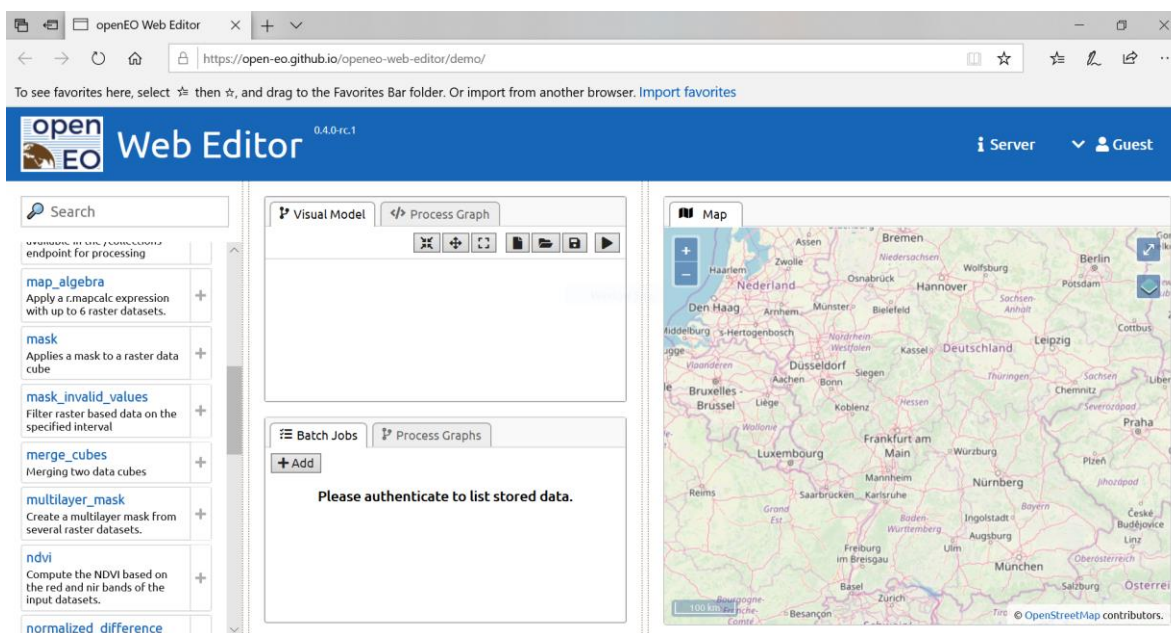 openEO Web Editor
https://open-eo.github.io/openeo-web-editor/demo/
To see favorites here, select then, and drag to the Favorites Bar folder. Or import from another browser. Import favorites
open EO
Web Editor
0.4.0-rc.1
Server
Guest
Search
available in the /collections
endpoint for processing
map_algebra
Apply a r.mapcalc expression
with up to 6 raster datasets.
mask
Applies a mask to a raster data
cube
mask_invalid_values
Filter raster based data on the
specified interval
merge_cubes
Merging two data cubes
multilayer_mask
Create a multilayer mask from
several raster datasets.
ndvi
Compute the NDVI based on
the red and nir bands of the
input datasets.
normalized_difference
Visual Model
Process Graph
Batch Jobs
Process Graphs
Add
Please authenticate to list stored data.
Map
Assen
Bremen
Haarlem
Zwolle
Niedersachsen
Wolfsburg
Berlin
Nederland
Osnabrück
Hannover
Potsdam
Den Haag
Arnhem
Münster
Bielefeld
Sachsen-
Anhalt
Middelburg
's-Hertogenbosch
Nordrhein
Westfalen
Kassel
Deutschland
Leipzig
Cottbus
Vlaanderen
Düsseldorf
Aachen
Bonn
Siegen
Thüringen
Sachsen
Chemnitz
Bruxelles -
Brussel
Liège
Koblenz
Hessen
Severozápad
Praha
Wallonie
Frankfurt am
Main
Würzburg
Luxembourg
Plzeň
Mannheim
Nürnberg
Jihozápad
Reims
Saarbrücken
Karlsruhe
Grand
Est
Baden-
Württemberg
Ingolstadt
Bayern
České
Budějovice
Augsburg
Linz
Freiburg
im Breisgau
Ulm
München
Oberösterreich
Basel
Salzburg
Zürich
Bourgogne-
Besançon
100 km
© OpenStreetMap contributors.